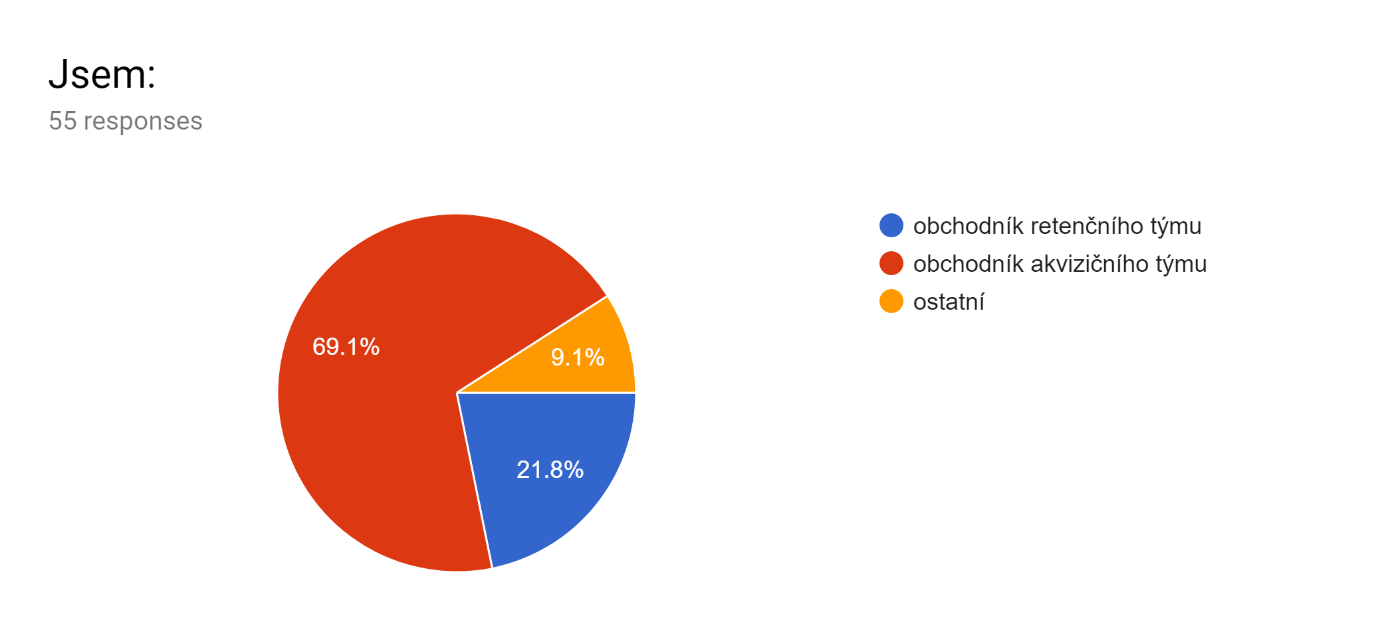 Jsem:
55 responses
obchodník retenčního týmu
obchodník akvizičního týmu
ostatní
69.1%
9.1%
21.8%